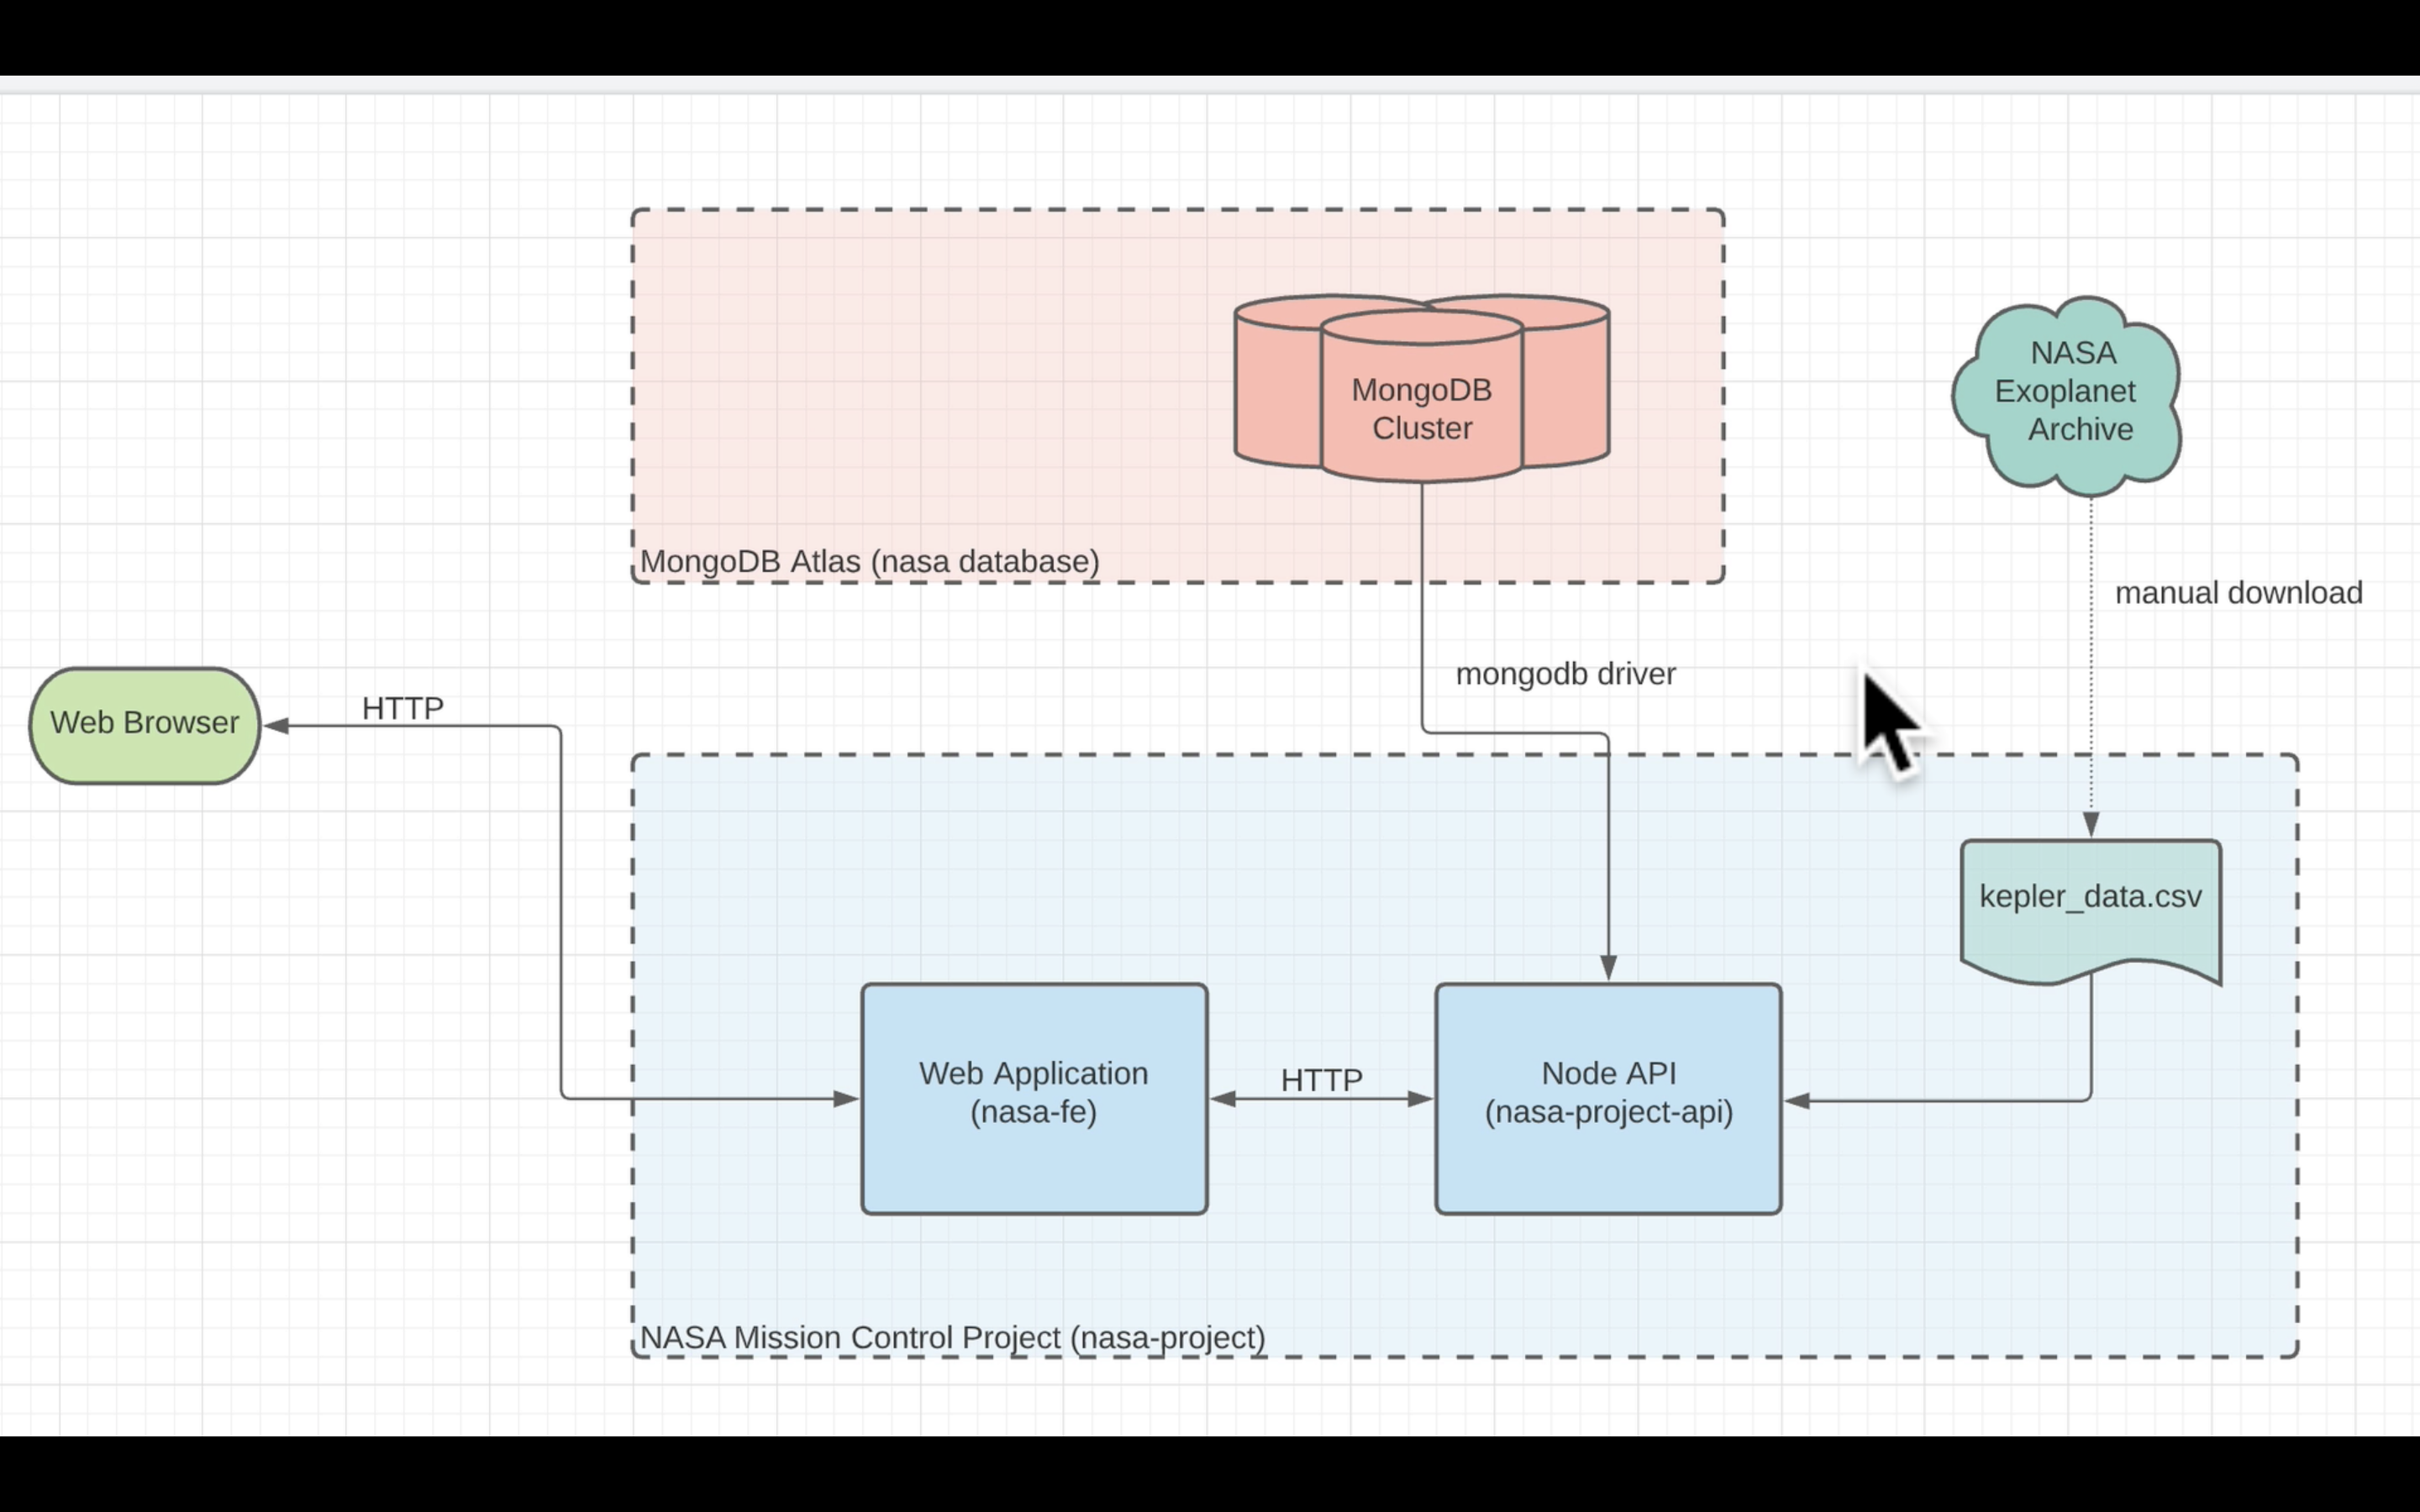 NASA
Exoplanet
Archive
MongoDB
Cluster
MongoDB Atlas (nasa database)
manual download
mongodb driver
HTTP
Web Browser
kepler_data.csv
Web Application
(nasa-fe)
HTTP
Node API
(nasa-project-api)
NASA Mission Control Project (nasa-project)